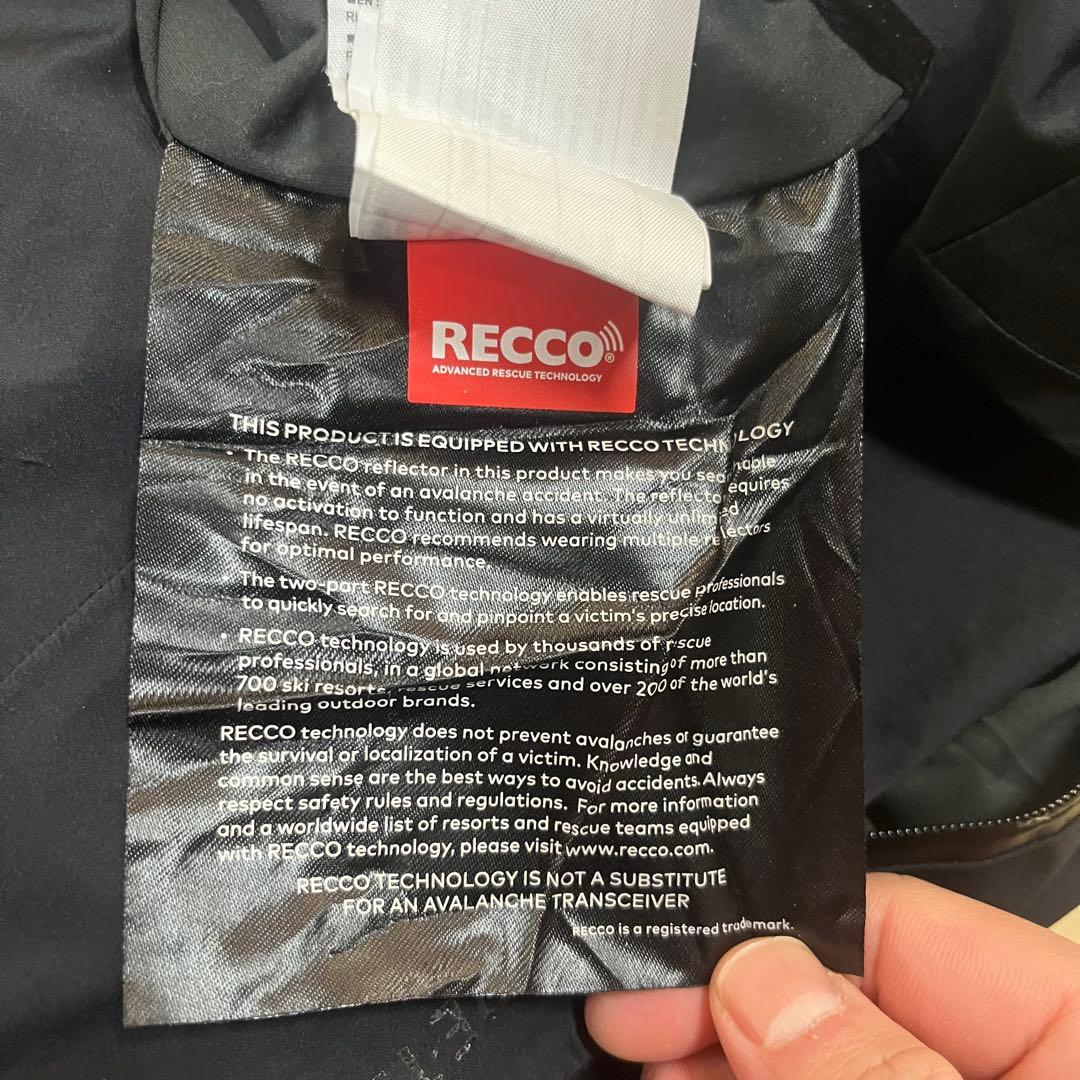 EN:
RECCO®
ADVANCED RESCUE TECHNOLOGY
THIS PRODUCT IS EQUIPPED WITH RECCO TECHNOLOGY
• The RECCO reflector in this product makes you searchable
in the event of an avalanche accident. The reflector requires
no activation to function and has a virtually unlimited
lifespan. RECCO recommends wearing multiple reflectors
for optimal performance.
• The two-part RECCO technology enables rescue professionals
to quickly search for and pinpoint a victim's precise location.
• RECCO technology is used by thousands of rescue
professionals, in a global network consisting of more than
700 ski resorts, rescue services and over 200 of the world's
leading outdoor brands.
RECCO technology does not prevent avalanches or guarantee
the survival or localization of a victim. Knowledge and
common sense are the best ways to avoid accidents. Always
respect safety rules and regulations. For more information
and a worldwide list of resorts and rescue teams equipped
with RECCO technology, please visit www.recco.com.
RECCO TECHNOLOGY IS NOT A SUBSTITUTE
FOR AN AVALANCHE TRANSCEIVER
RECCO is a registered trademark.